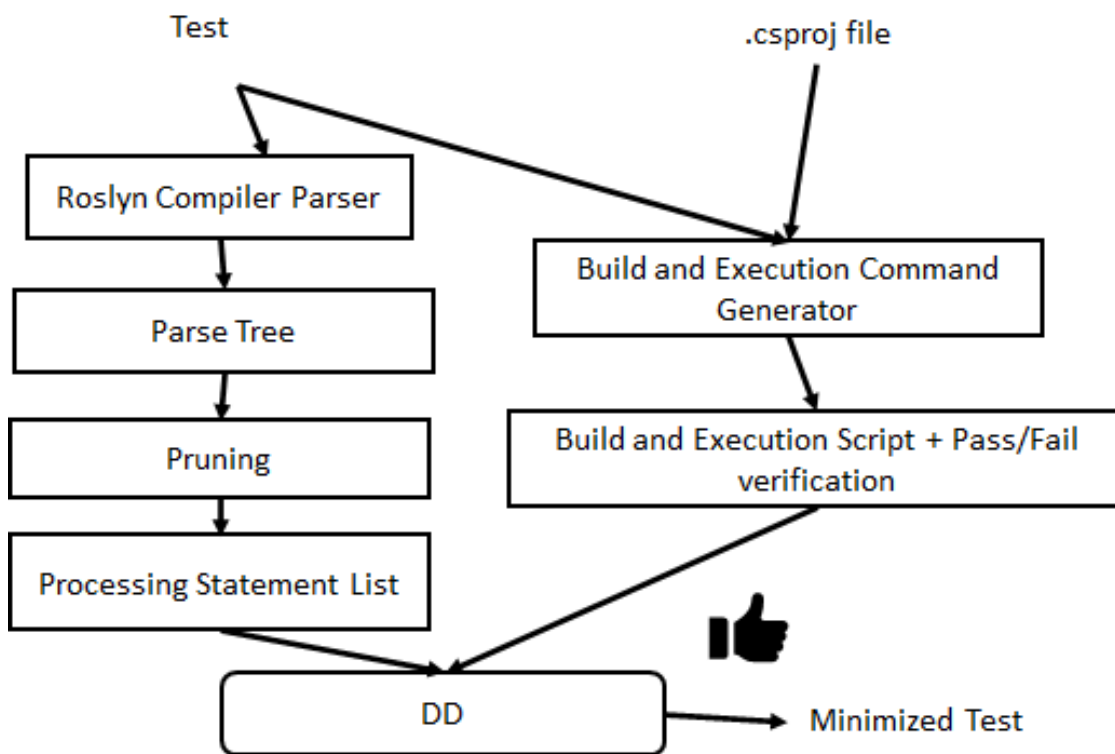 Test
.csproj file
Roslyn Compiler Parser
Build and Execution Command
Generator
Parse Tree
Build and Execution Script + Pass/Fail
verification
Pruning
Processing Statement List
DD
Minimized Test